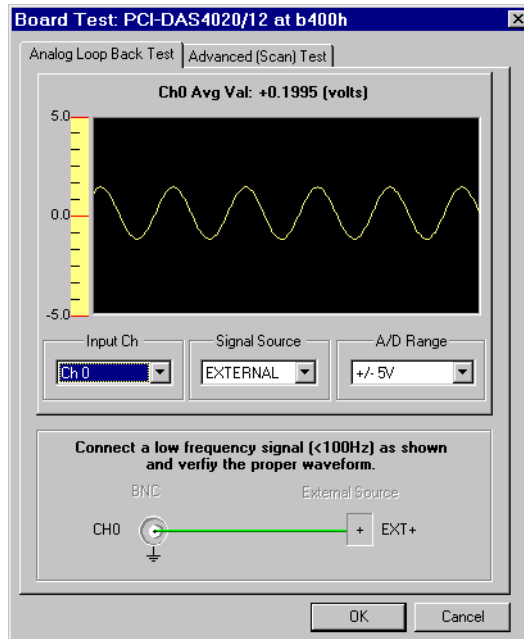 Board Test: PCI-DAS4020/12 at b400h
Analog Loop Back Test
Advanced (Scan) Test
Ch0 Avg Val: +0.1995 (volts)
5.0
0.0
-5.0
Input Ch
Signal Source
A/D Range
Ch 0
EXTERNAL
+/- 5V
Connect a low frequency signal (<100Hz) as shown
and verfiy the proper waveform.
BNC
External Source
CH0
+
EXT+
OK
Cancel